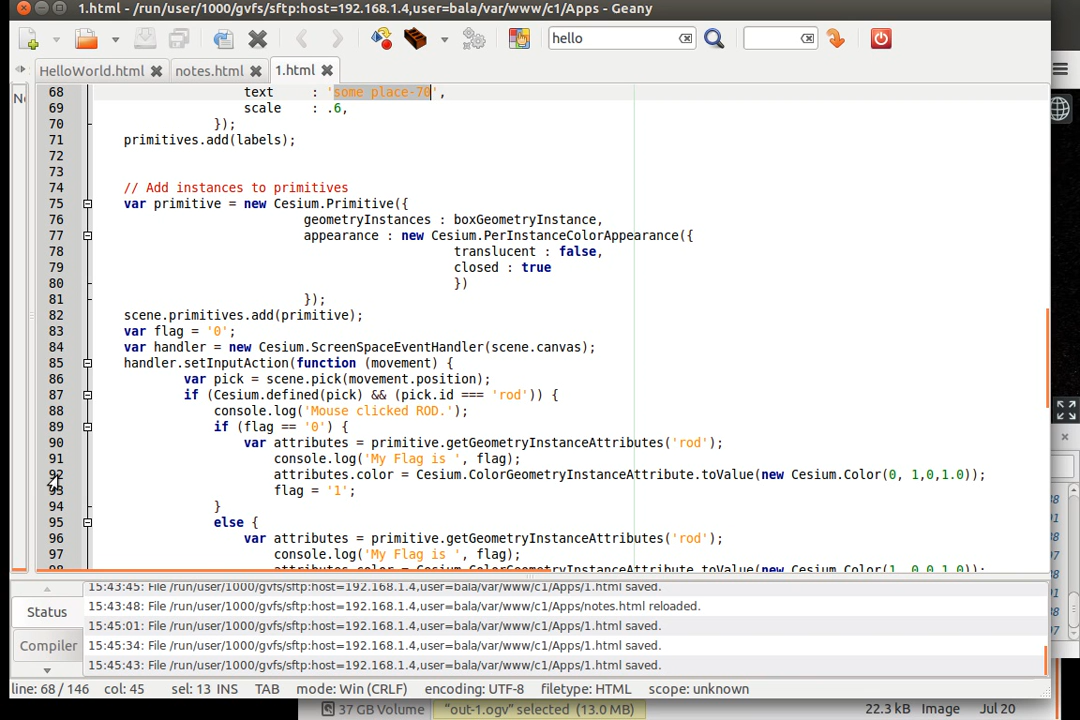 1.html - /run/user/1000/gvfs/sftp:host=192.168.1.4,user=bala/var/www/c1/Apps - Geany
hello
HelloWorld.html notes.html 1.html
68 text : 'some place-70',
69 scale : .6,
70 });
71 primitives.add(labels);
72
73
74 // Add instances to primitives
75 var primitive = new Cesium.Primitive({
76 geometryInstances : boxGeometryInstance,
77 appearance : new Cesium.PerInstanceColorAppearance({
78 translucent : false,
79 closed : true
80 })
81 });
82 scene.primitives.add(primitive);
83 var flag = '0';
84 var handler = new Cesium.ScreenSpaceEventHandler(scene.canvas);
85 handler.setInputAction(function (movement) {
86 var pick = scene.pick(movement.position);
87 if (Cesium.defined(pick) && (pick.id === 'rod')) {
88 console.log('Mouse clicked ROD.');
89 if (flag == '0') {
90 var attributes = primitive.getGeometryInstanceAttributes('rod');
91 console.log('My Flag is ', flag);
92 attributes.color = Cesium.ColorGeometryInstanceAttribute.toValue(new Cesium.Color(0, 1,0,1.0));
93 flag = '1';
94 }
95 else {
96 var attributes = primitive.getGeometryInstanceAttributes('rod');
97 console.log('My Flag is ', flag);
98 attributes.color = Cesium.ColorGeometryInstanceAttribute.toValue(new Cesium.Color(1, 0,0,1.0));
Status
Compiler
15:43:45: File /run/user/1000/gvfs/sftp:host=192.168.1.4,user=bala/var/www/c1/Apps/1.html saved.
15:43:48: File /run/user/1000/gvfs/sftp:host=192.168.1.4,user=bala/var/www/c1/Apps/notes.html reloaded.
15:45:01: File /run/user/1000/gvfs/sftp:host=192.168.1.4,user=bala/var/www/c1/Apps/1.html saved.
15:45:34: File /run/user/1000/gvfs/sftp:host=192.168.1.4,user=bala/var/www/c1/Apps/1.html saved.
15:45:43: File /run/user/1000/gvfs/sftp:host=192.168.1.4,user=bala/var/www/c1/Apps/1.html saved.
line: 68 / 146 col: 45 sel: 13 INS TAB mode: Win (CRLF) encoding: UTF-8 filetype: HTML scope: unknown
37 GB Volume "out-1.ogv" selected (13.0 MB) 22.3 kB Image Jul 20